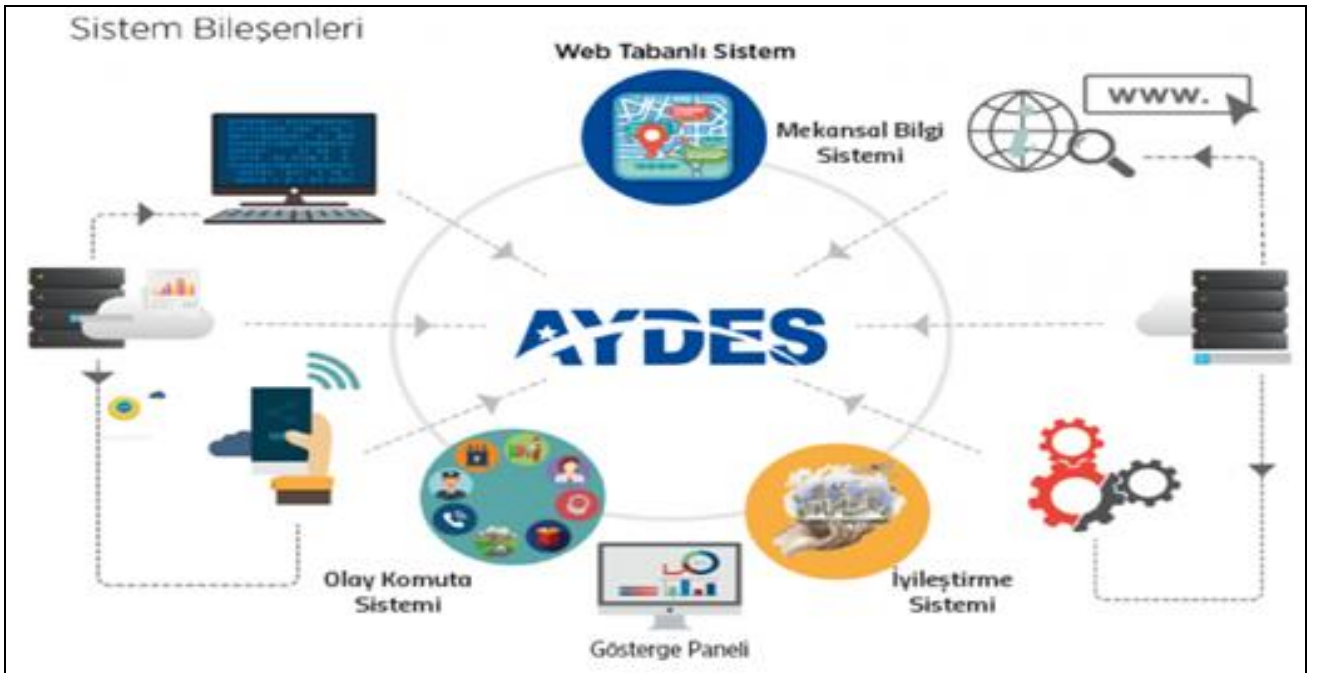 Sistem Bileşenleri
Web Tabanlı Sistem
Mekansal Bilgi
Sistemi
www.
AYDES
Olay Komuta
Sistemi
İyileştirme
Sistemi
Gösterge Paneli